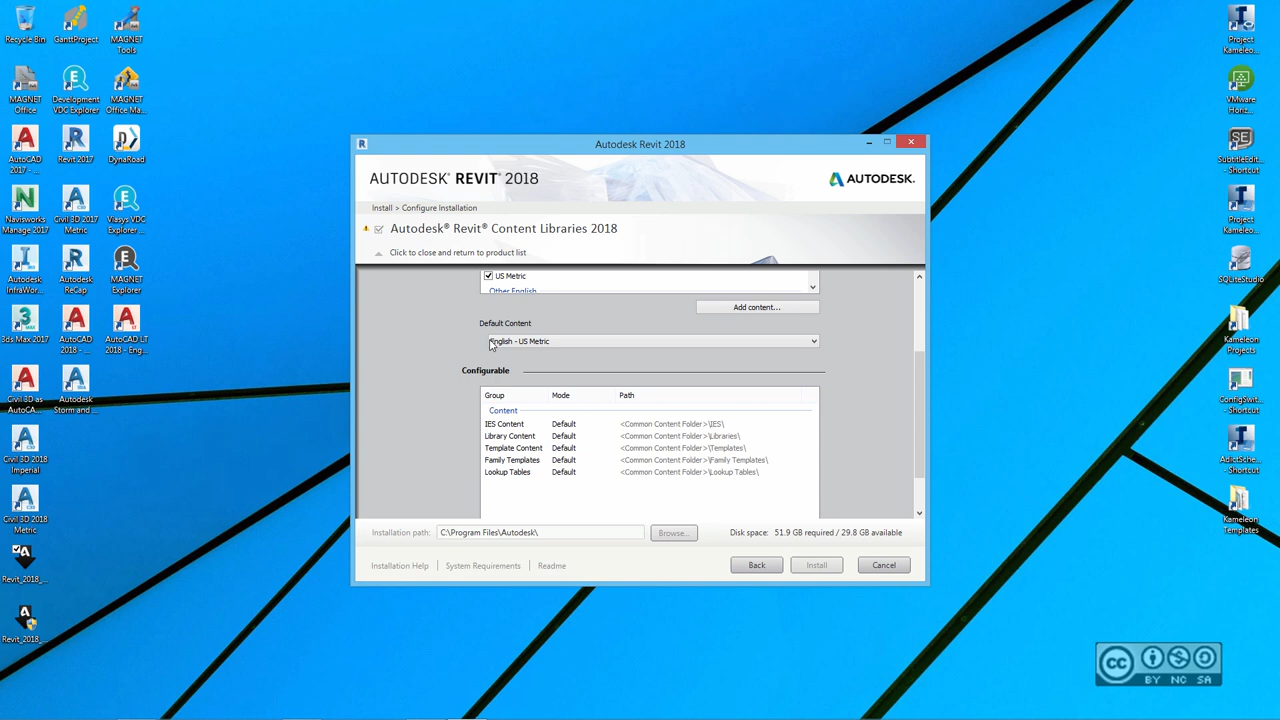 Recycle Bin
GanttProject
MAGNET
Tools
MAGNET
Office
Development
VDC Explorer
MAGNET
Office Ma...
AutoCAD
2017 - ...
Revit 2017
DynaRoad
Navisworks
Manage 2017
Civil 3D 2017
Metric
Viasys VDC
Explorer ...
Autodesk
InfraWor...
Autodesk
ReCap
MAGNET
Explorer
3ds Max 2017
AutoCAD
2018 - ...
AutoCAD LT
2018 - Eng...
Civil 3D as
AutoCA...
Autodesk
Storm and ...
Civil 3D 2018
Imperial
Civil 3D 2018
Metric
Revit_2018_...
Revit_2018_...
Autodesk Revit 2018
AUTODESK® REVIT® 2018
AUTODESK.
Install > Configure Installation
Autodesk® Revit® Content Libraries 2018
Click to close and return to product list
US Metric
Other English
Add content...
Default Content
English - US Metric
Configurable
Group Mode Path
Content
IES Content Default <Common Content Folder>\IES\
Library Content Default <Common Content Folder>\Libraries\
Template Content Default <Common Content Folder>\Templates\
Family Templates Default <Common Content Folder>\Family Templates\
Lookup Tables Default <Common Content Folder>\Lookup Tables\
Installation path: C:\Program Files\Autodesk\ Browse... Disk space: 51.9 GB required / 29.8 GB available
Installation Help System Requirements Readme Back Install Cancel
Project
Kameleo...
VMware
Horiz...
SubtitleEdit...
- Shortcut
Project
Kameleo...
SQLiteStudio
Kameleon
Projects
ConfigSwit...
- Shortcut
AdictSche...
- Shortcut
Kameleon
Templates
cc
BY NC SA